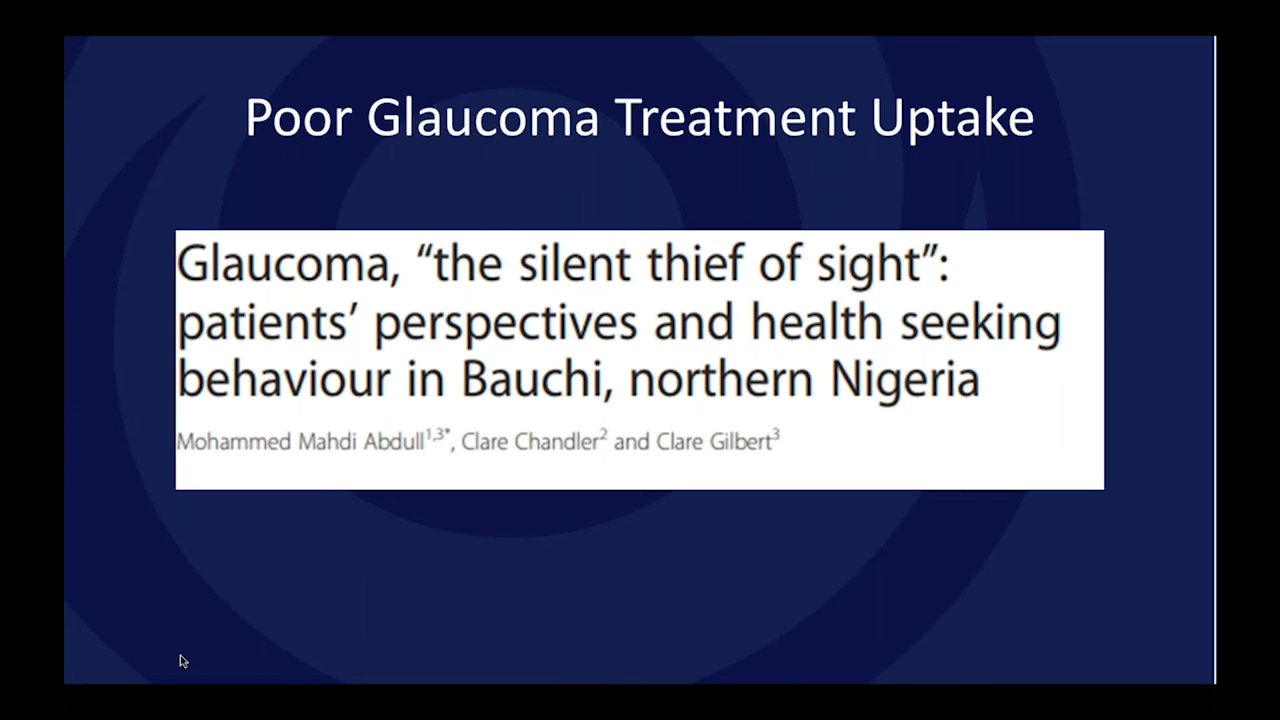 Poor Glaucoma Treatment Uptake
Glaucoma, “the silent thief of sight”:
patients’ perspectives and health seeking
behaviour in Bauchi, northern Nigeria
Mohammed Mahdi Abdull1,3*, Clare Chandler2 and Clare Gilbert3